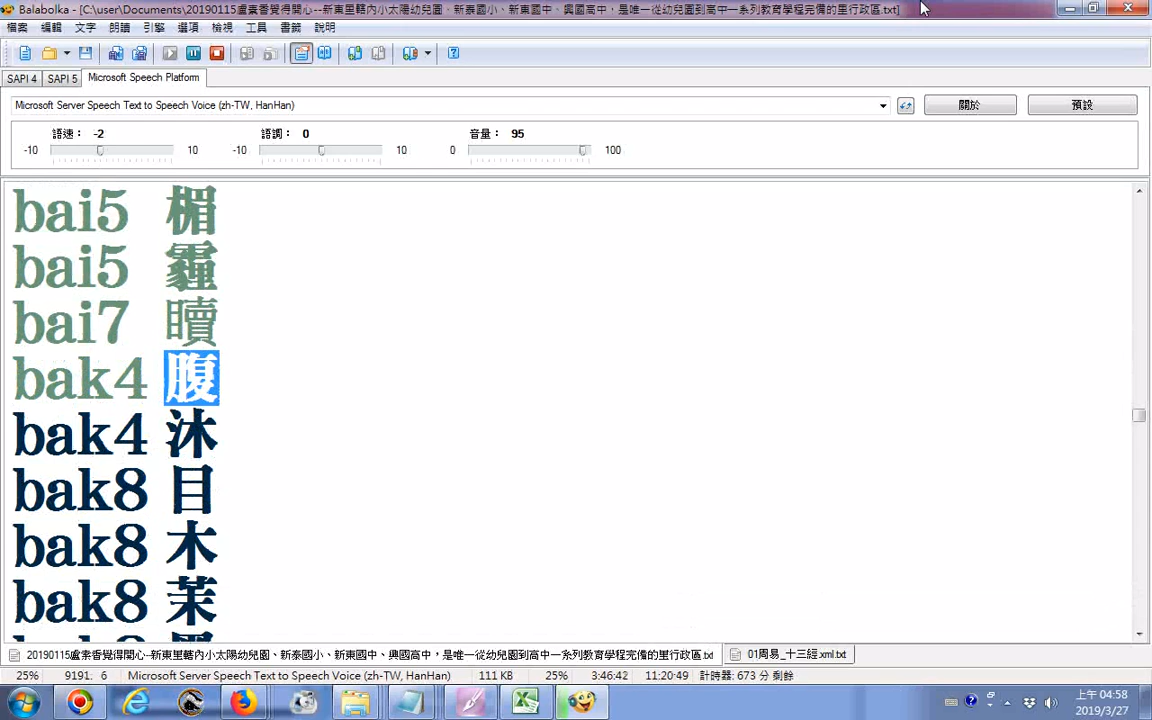 Balabolka - [C:\user\Documents\20190115盧素香覺得開心--新東里轄內小太陽幼兒園、新泰國小、新東國中、興國高中，是唯一從幼兒園到高中一系列教育學程完備的里行政區.txt]
檔案 編輯 文字 朗讀 引擎 選項 檢視 工具 書籤 說明
SAPI 4 SAPI 5 Microsoft Speech Platform
Microsoft Server Speech Text to Speech Voice (zh-TW, HanHan) 關於 預設
語速： -2 語調： 0 音量： 95
-10 10 -10 10 0 100
bai5 楣
bai5 霾
bai7
bak4 腹
bak4 沐
bak8 目
bak8 木
bak8 茉
20190115盧素香覺得開心--新東里轄內小太陽幼兒園、新泰國小、新東國中、興國高中，是唯一從幼兒園到高中一系列教育學程完備的里行政區.txt 01周易_十三經.xml.txt
25% 9191. 6 Microsoft Server Speech Text to Speech Voice (zh-TW, HanHan) 111 KB 25% 3:46:42 11:20:49 計時器: 673 分 剩餘
上午 04:58
2019/3/27